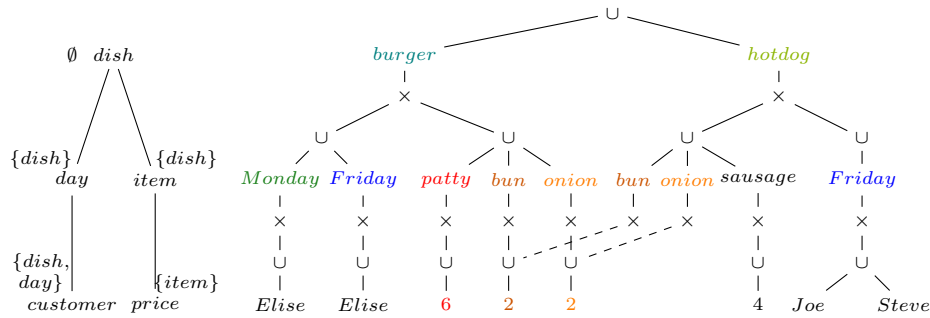 ∪
∅ dish burger hotdog
× ×
∪ ∪ ∪ ∪
{dish} {dish}
day item Monday Friday patty bun onion bun onion sausage Friday
× × × × × × × × ×
{dish, ∪ ∪ ∪ ∪ ∪ ∪ ∪
day} {item}
customer price Elise Elise 6 2 2 4 Joe Steve